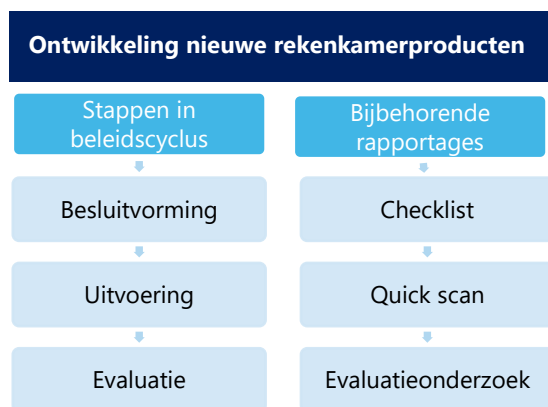 Ontwikkeling nieuwe rekenkamerproducten
Stappen in
beleidscyclus
Besluitvorming
Uitvoering
Evaluatie
Bijbehorende
rapportages
Checklist
Quick scan
Evaluatieonderzoek